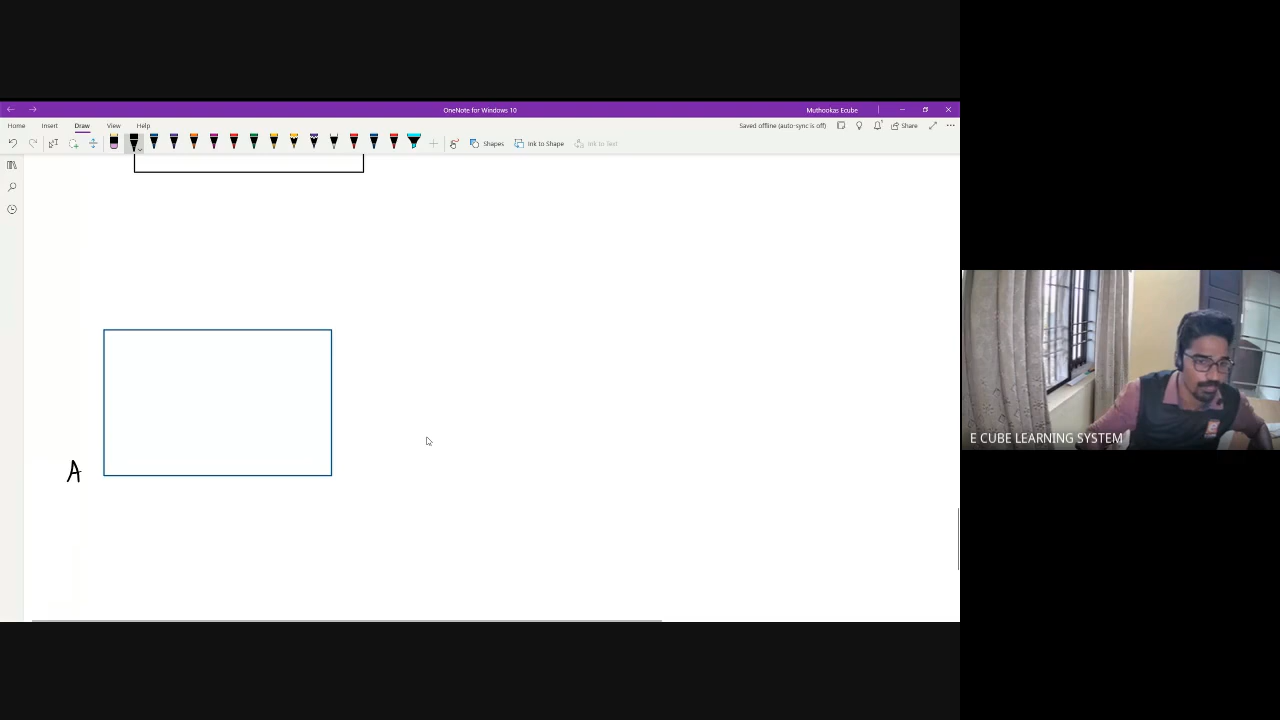 OneNote for Windows 10
Muthookas Ecube
Home Insert Draw View Help
Saved offline (auto-sync is off)
Share
Shapes
Ink to Shape
Ink to Text
A
E CUBE LEARNING SYSTEM